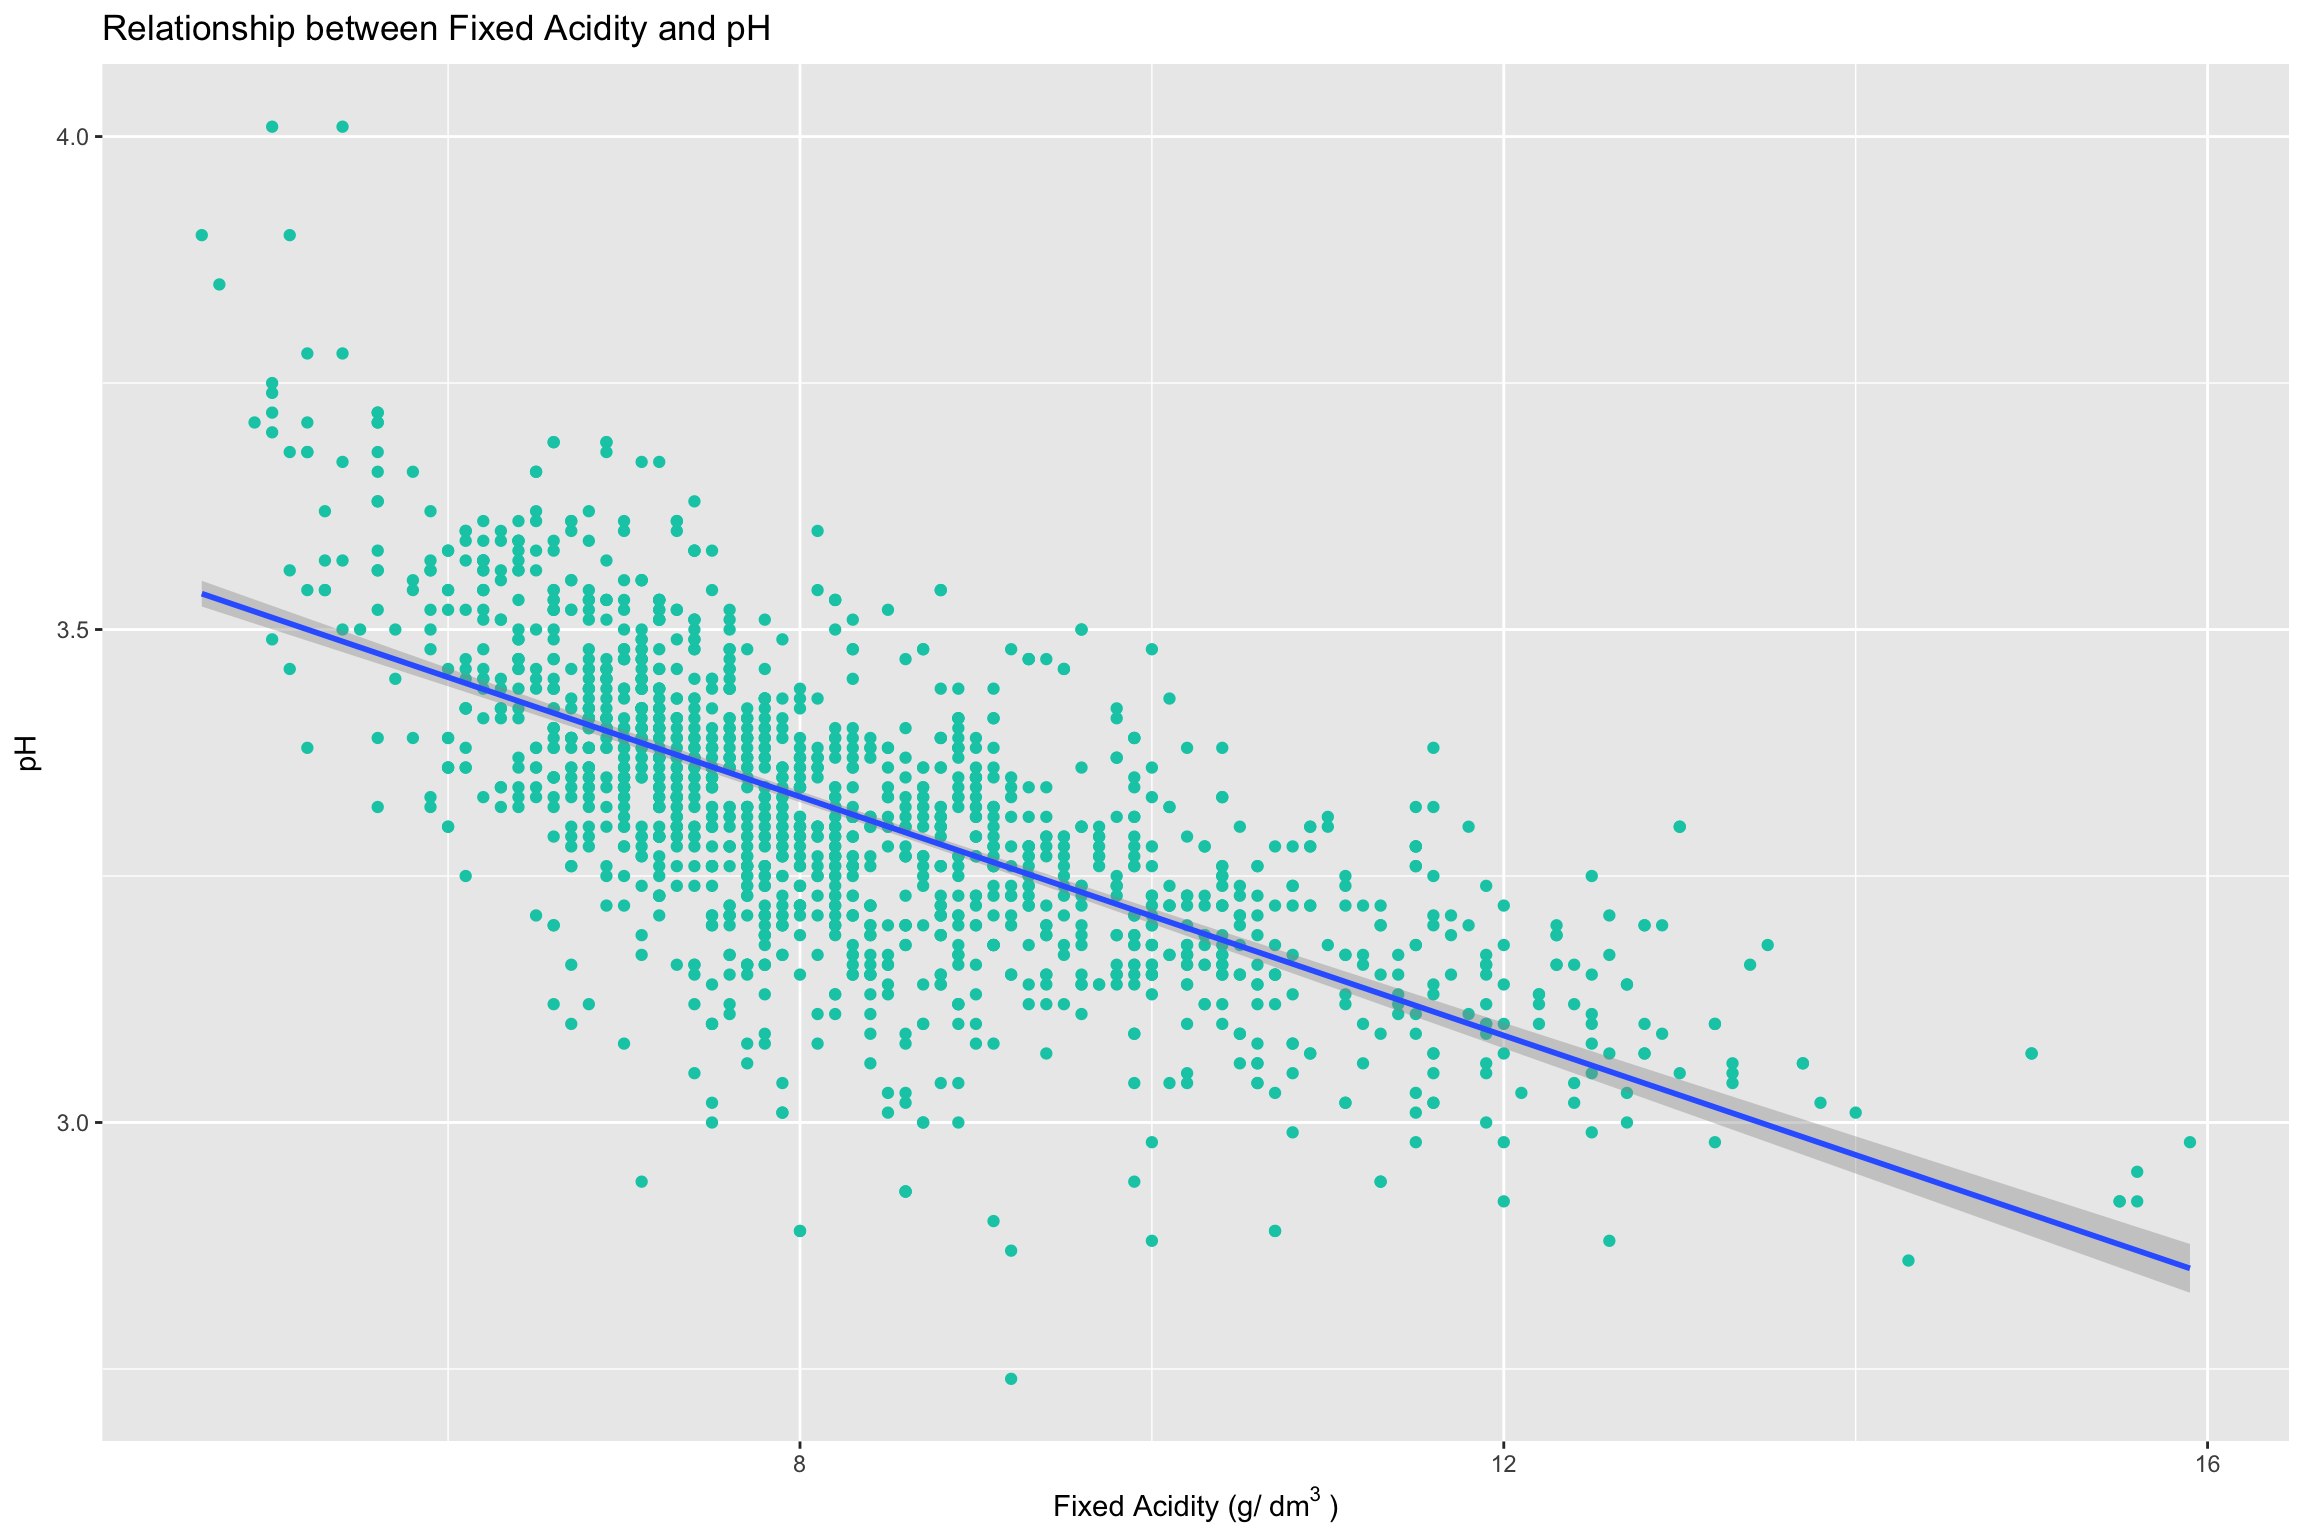 Relationship between Fixed Acidity and pH
4.0
3.5
3.0
pH
8
12
16
Fixed Acidity (g/ dm³ )